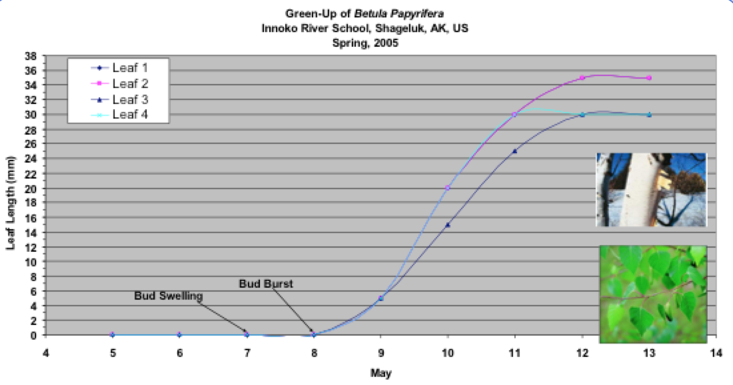 Green-Up of Betula Papyrifera
Innoko River School, Shageluk, AK, US
Spring, 2005
38
36
34
32
30
28
26
24
22
20
18
16
14
12
10
8
6
4
2
0
Leaf Length (mm)
Leaf 1
Leaf 2
Leaf 3
Leaf 4
Bud Swelling
Bud Burst
4 5 6 7 8 9 10 11 12 13 14
May